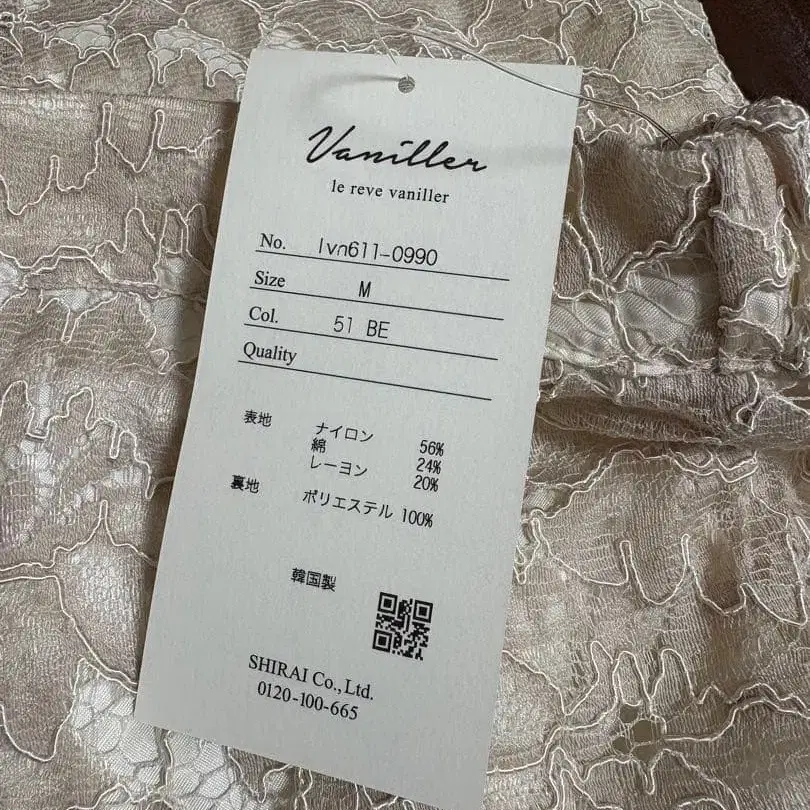 Vaniller
le reve vaniller
No. lvn611-0990
Size M
Col. 51 BE
Quality
表地 ナイロン 56%
綿 24%
レーヨン 20%
裏地 ポリエステル 100%
韓国製
SHIRAI Co., Ltd.
0120-100-665